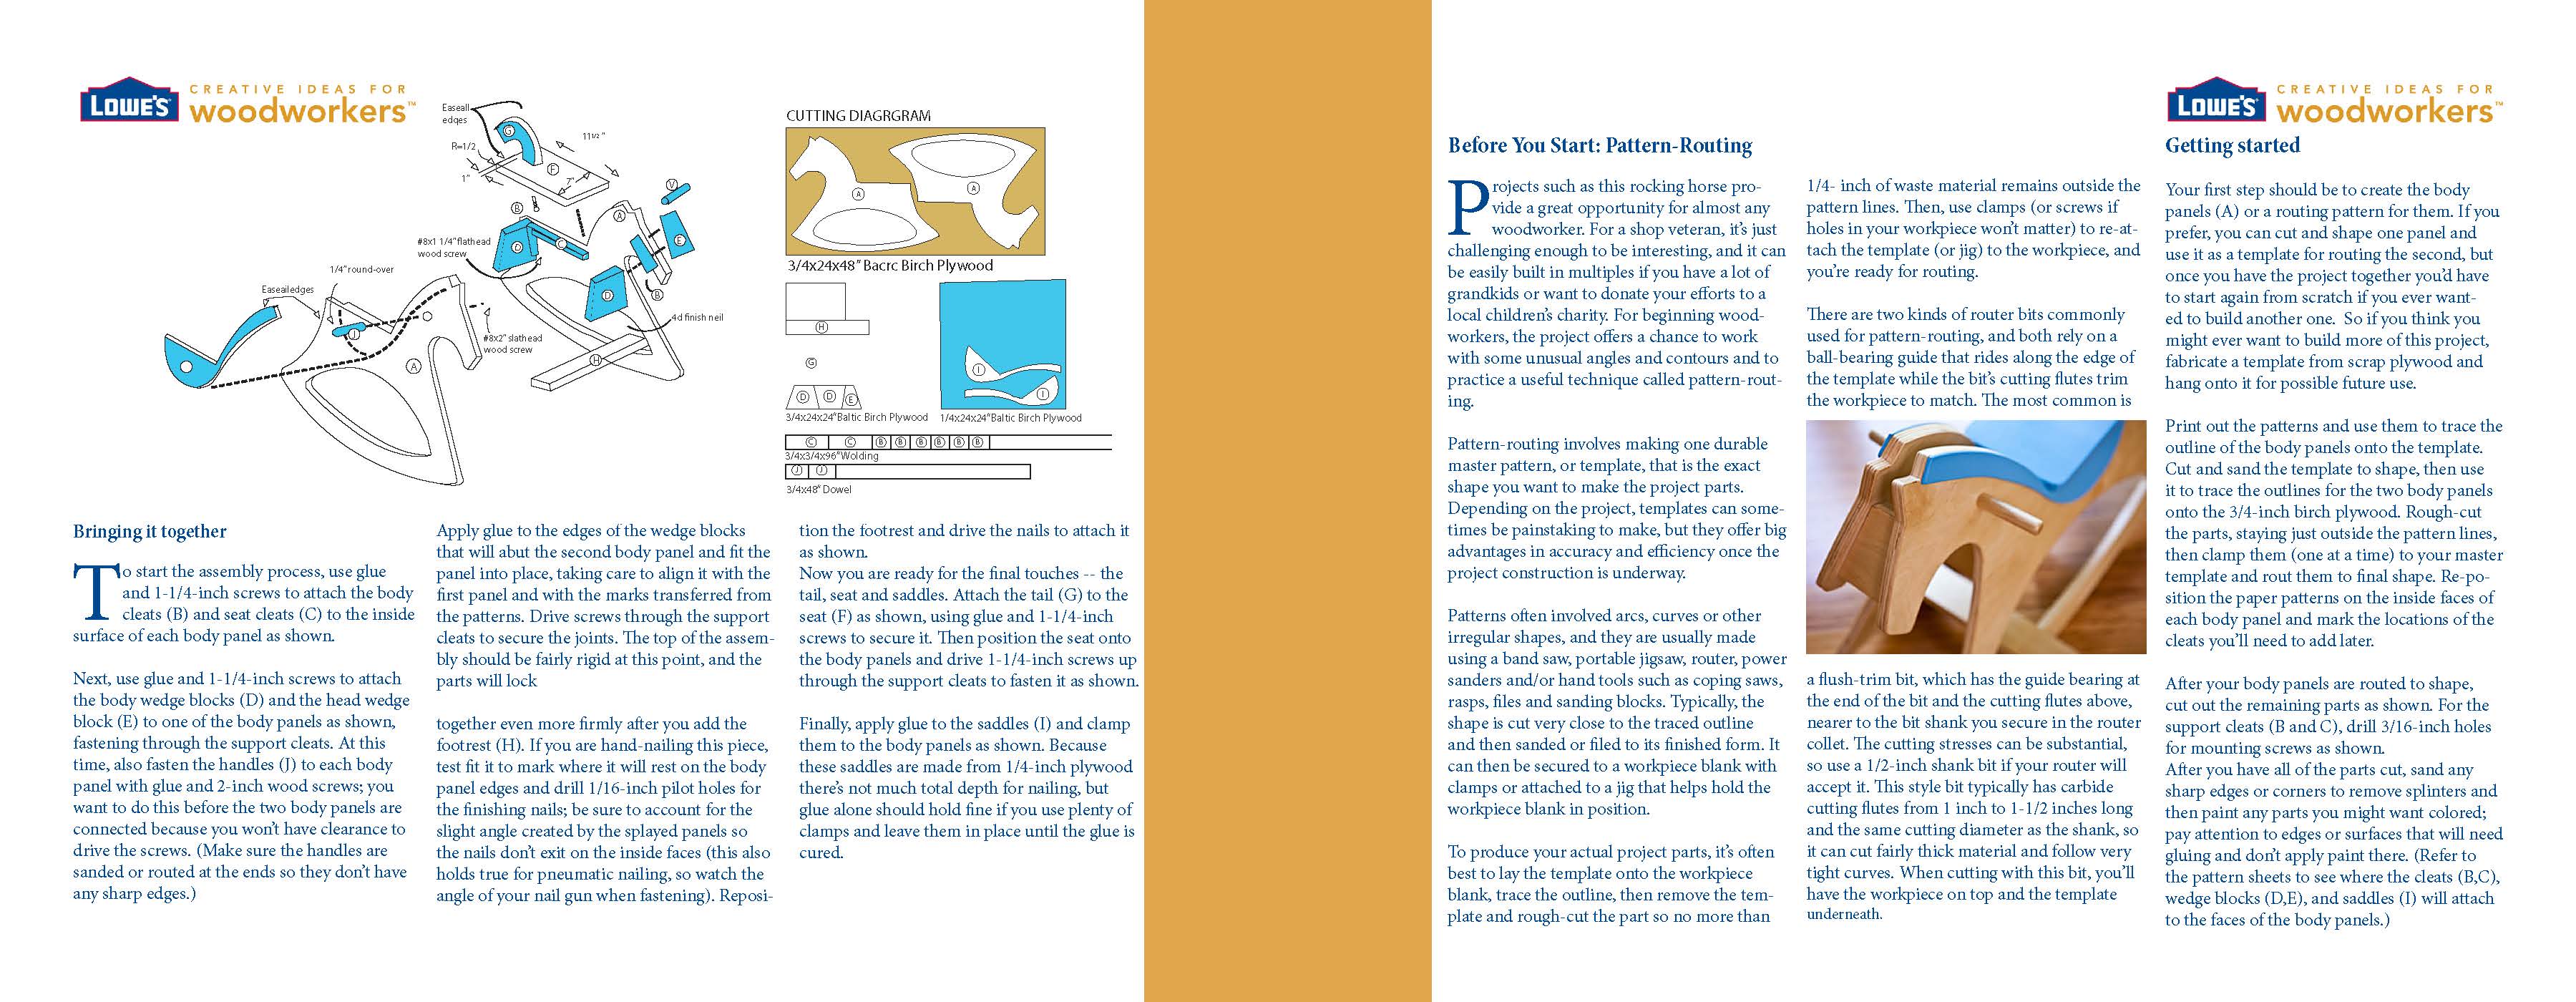 LOWE'S
CREATIVE IDEAS FOR
woodworkers™
Easeall
edges
R=1/2
1"
11 1/2 "
7"
G
F
V
B
A
#8x1 1/4"flathead
wood screw
D
C
E
1/4"round-over
Easeailedges
D
B
4d finish neil
J
#8x2"slathead
wood screw
H
A
CUTTING DIAGRGRAM
A
A
3/4x24x48" Bacrc Birch Plywood
H
G
I
D D E
I
3/4x24x24"Baltic Birch Plywood
1/4x24x24"Baltic Birch Plywood
C C B B B B B B
3/4x3/4x96"Wolding
J J
3/4x48" Dowel
Bringing it together
To start the assembly process, use glue
and 1-1/4-inch screws to attach the body
cleats (B) and seat cleats (C) to the inside
surface of each body panel as shown.
Next, use glue and 1-1/4-inch screws to attach
the body wedge blocks (D) and the head wedge
block (E) to one of the body panels as shown,
fastening through the support cleats. At this
time, also fasten the handles (J) to each body
panel with glue and 2-inch wood screws; you
want to do this before the two body panels are
connected because you won't have clearance to
drive the screws. (Make sure the handles are
sanded or routed at the ends so they don't have
any sharp edges.)
Apply glue to the edges of the wedge blocks
that will abut the second body panel and fit the
panel into place, taking care to align it with the
first panel and with the marks transferred from
the patterns. Drive screws through the support
cleats to secure the joints. The top of the assem-
bly should be fairly rigid at this point, and the
parts will lock
together even more firmly after you add the
footrest (H). If you are hand-nailing this piece,
test fit it to mark where it will rest on the body
panel edges and drill 1/16-inch pilot holes for
the finishing nails; be sure to account for the
slight angle created by the splayed panels so
the nails don't exit on the inside faces (this also
holds true for pneumatic nailing, so watch the
angle of your nail gun when fastening). Reposi-
tion the footrest and drive the nails to attach it
as shown.
Now you are ready for the final touches -- the
tail, seat and saddles. Attach the tail (G) to the
seat (F) as shown, using glue and 1-1/4-inch
screws to secure it. Then position the seat onto
the body panels and drive 1-1/4-inch screws up
through the support cleats to fasten it as shown.
Finally, apply glue to the saddles (I) and clamp
them to the body panels as shown. Because
these saddles are made from 1/4-inch plywood
there's not much total depth for nailing, but
glue alone should hold fine if you use plenty of
clamps and leave them in place until the glue is
cured.
Before You Start: Pattern-Routing
Projects such as this rocking horse pro-
vide a great opportunity for almost any
woodworker. For a shop veteran, it's just
challenging enough to be interesting, and it can
be easily built in multiples if you have a lot of
grandkids or want to donate your efforts to a
local children's charity. For beginning wood-
workers, the project offers a chance to work
with some unusual angles and contours and to
practice a useful technique called pattern-rout-
ing.
Pattern-routing involves making one durable
master pattern, or template, that is the exact
shape you want to make the project parts.
Depending on the project, templates can some-
times be painstaking to make, but they offer big
advantages in accuracy and efficiency once the
project construction is underway.
Patterns often involved arcs, curves or other
irregular shapes, and they are usually made
using a band saw, portable jigsaw, router, power
sanders and/or hand tools such as coping saws,
rasps, files and sanding blocks. Typically, the
shape is cut very close to the traced outline
and then sanded or filed to its finished form. It
can then be secured to a workpiece blank with
clamps or attached to a jig that helps hold the
workpiece blank in position.
To produce your actual project parts, it's often
best to lay the template onto the workpiece
blank, trace the outline, then remove the tem-
plate and rough-cut the part so no more than
1/4- inch of waste material remains outside the
pattern lines. Then, use clamps (or screws if
holes in your workpiece won't matter) to re-at-
tach the template (or jig) to the workpiece, and
you're ready for routing.
There are two kinds of router bits commonly
used for pattern-routing, and both rely on a
ball-bearing guide that rides along the edge of
the template while the bit's cutting flutes trim
the workpiece to match. The most common is
a flush-trim bit, which has the guide bearing at
the end of the bit and the cutting flutes above,
nearer to the bit shank you secure in the router
collet. The cutting stresses can be substantial,
so use a 1/2-inch shank bit if your router will
accept it. This style bit typically has carbide
cutting flutes from 1 inch to 1-1/2 inches long
and the same cutting diameter as the shank, so
it can cut fairly thick material and follow very
tight curves. When cutting with this bit, you'll
have the workpiece on top and the template
underneath.
LOWE'S
CREATIVE IDEAS FOR
woodworkers™
Getting started
Your first step should be to create the body
panels (A) or a routing pattern for them. If you
prefer, you can cut and shape one panel and
use it as a template for routing the second, but
once you have the project together you'd have
to start again from scratch if you ever want-
ed to build another one. So if you think you
might ever want to build more of this project,
fabricate a template from scrap plywood and
hang onto it for possible future use.
Print out the patterns and use them to trace the
outline of the body panels onto the template.
Cut and sand the template to shape, then use
it to trace the outlines for the two body panels
onto the 3/4-inch birch plywood. Rough-cut
the parts, staying just outside the pattern lines,
then clamp them (one at a time) to your master
template and rout them to final shape. Re-po-
sition the paper patterns on the inside faces of
each body panel and mark the locations of the
cleats you'll need to add later.
After your body panels are routed to shape,
cut out the remaining parts as shown. For the
support cleats (B and C), drill 3/16-inch holes
for mounting screws as shown.
After you have all of the parts cut, sand any
sharp edges or corners to remove splinters and
then paint any parts you might want colored;
pay attention to edges or surfaces that will need
gluing and don't apply paint there. (Refer to
the pattern sheets to see where the cleats (B,C),
wedge blocks (D,E), and saddles (I) will attach
to the faces of the body panels.)